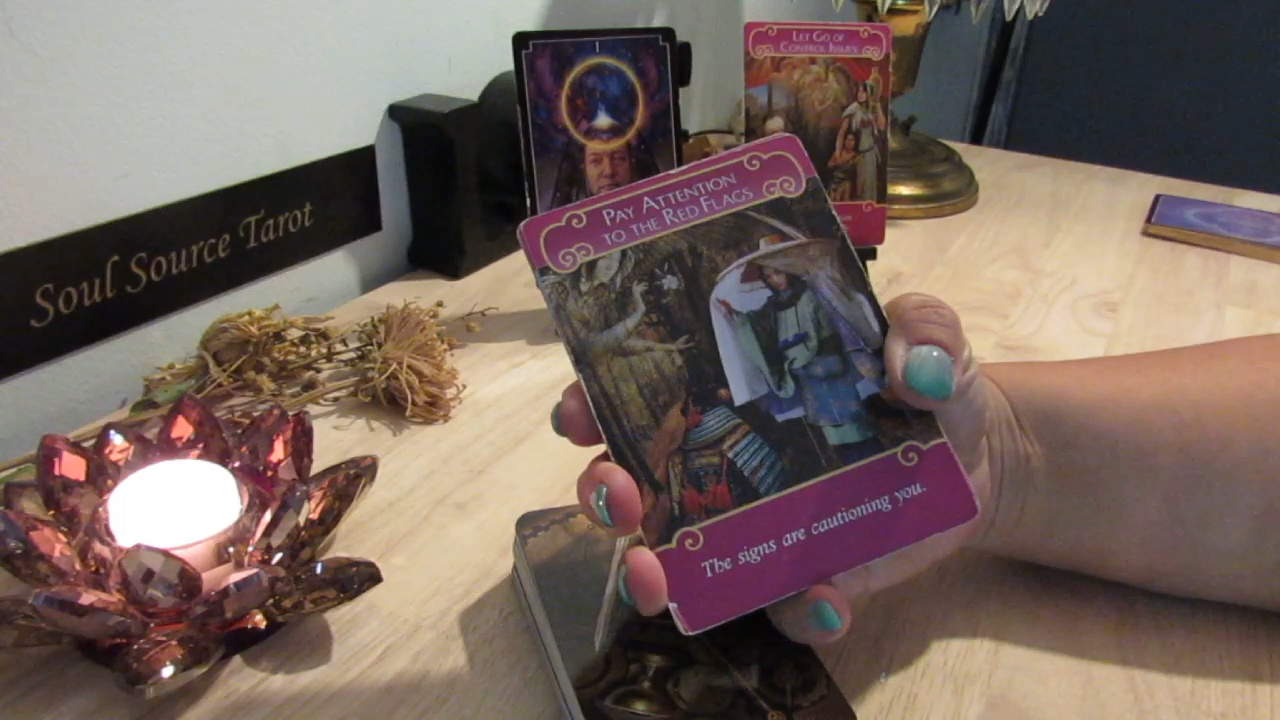 I
LET GO OF
CONTROL ISSUES
Soul Source Tarot
PAY ATTENTION
TO THE RED FLAGS
The signs are cautioning you.